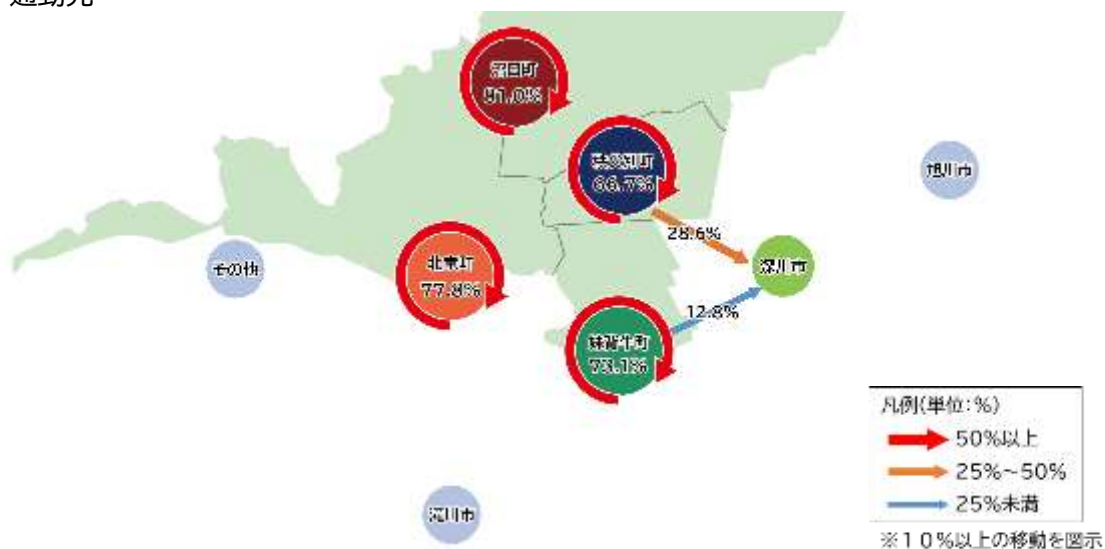 通勤先
沼田町
81.0%
秩父別町
66.7%
旭川市
28.6%
その他
北竜町
77.8%
深川市
12.8%
妹背牛町
73.1%
凡例(単位:%)
50%以上
25%~50%
25%未満
滝川市
※10%以上の移動を図示